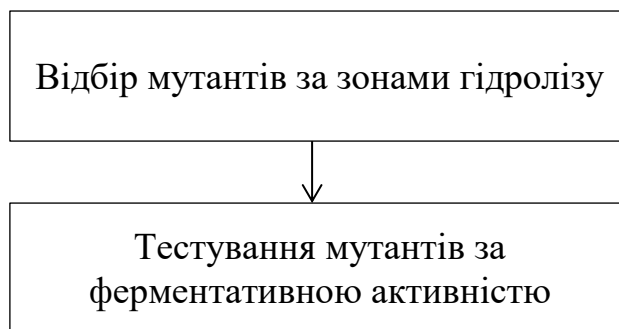 Відбір мутантів за зонами гідролізу
Тестування мутантів за
ферментативною активністю